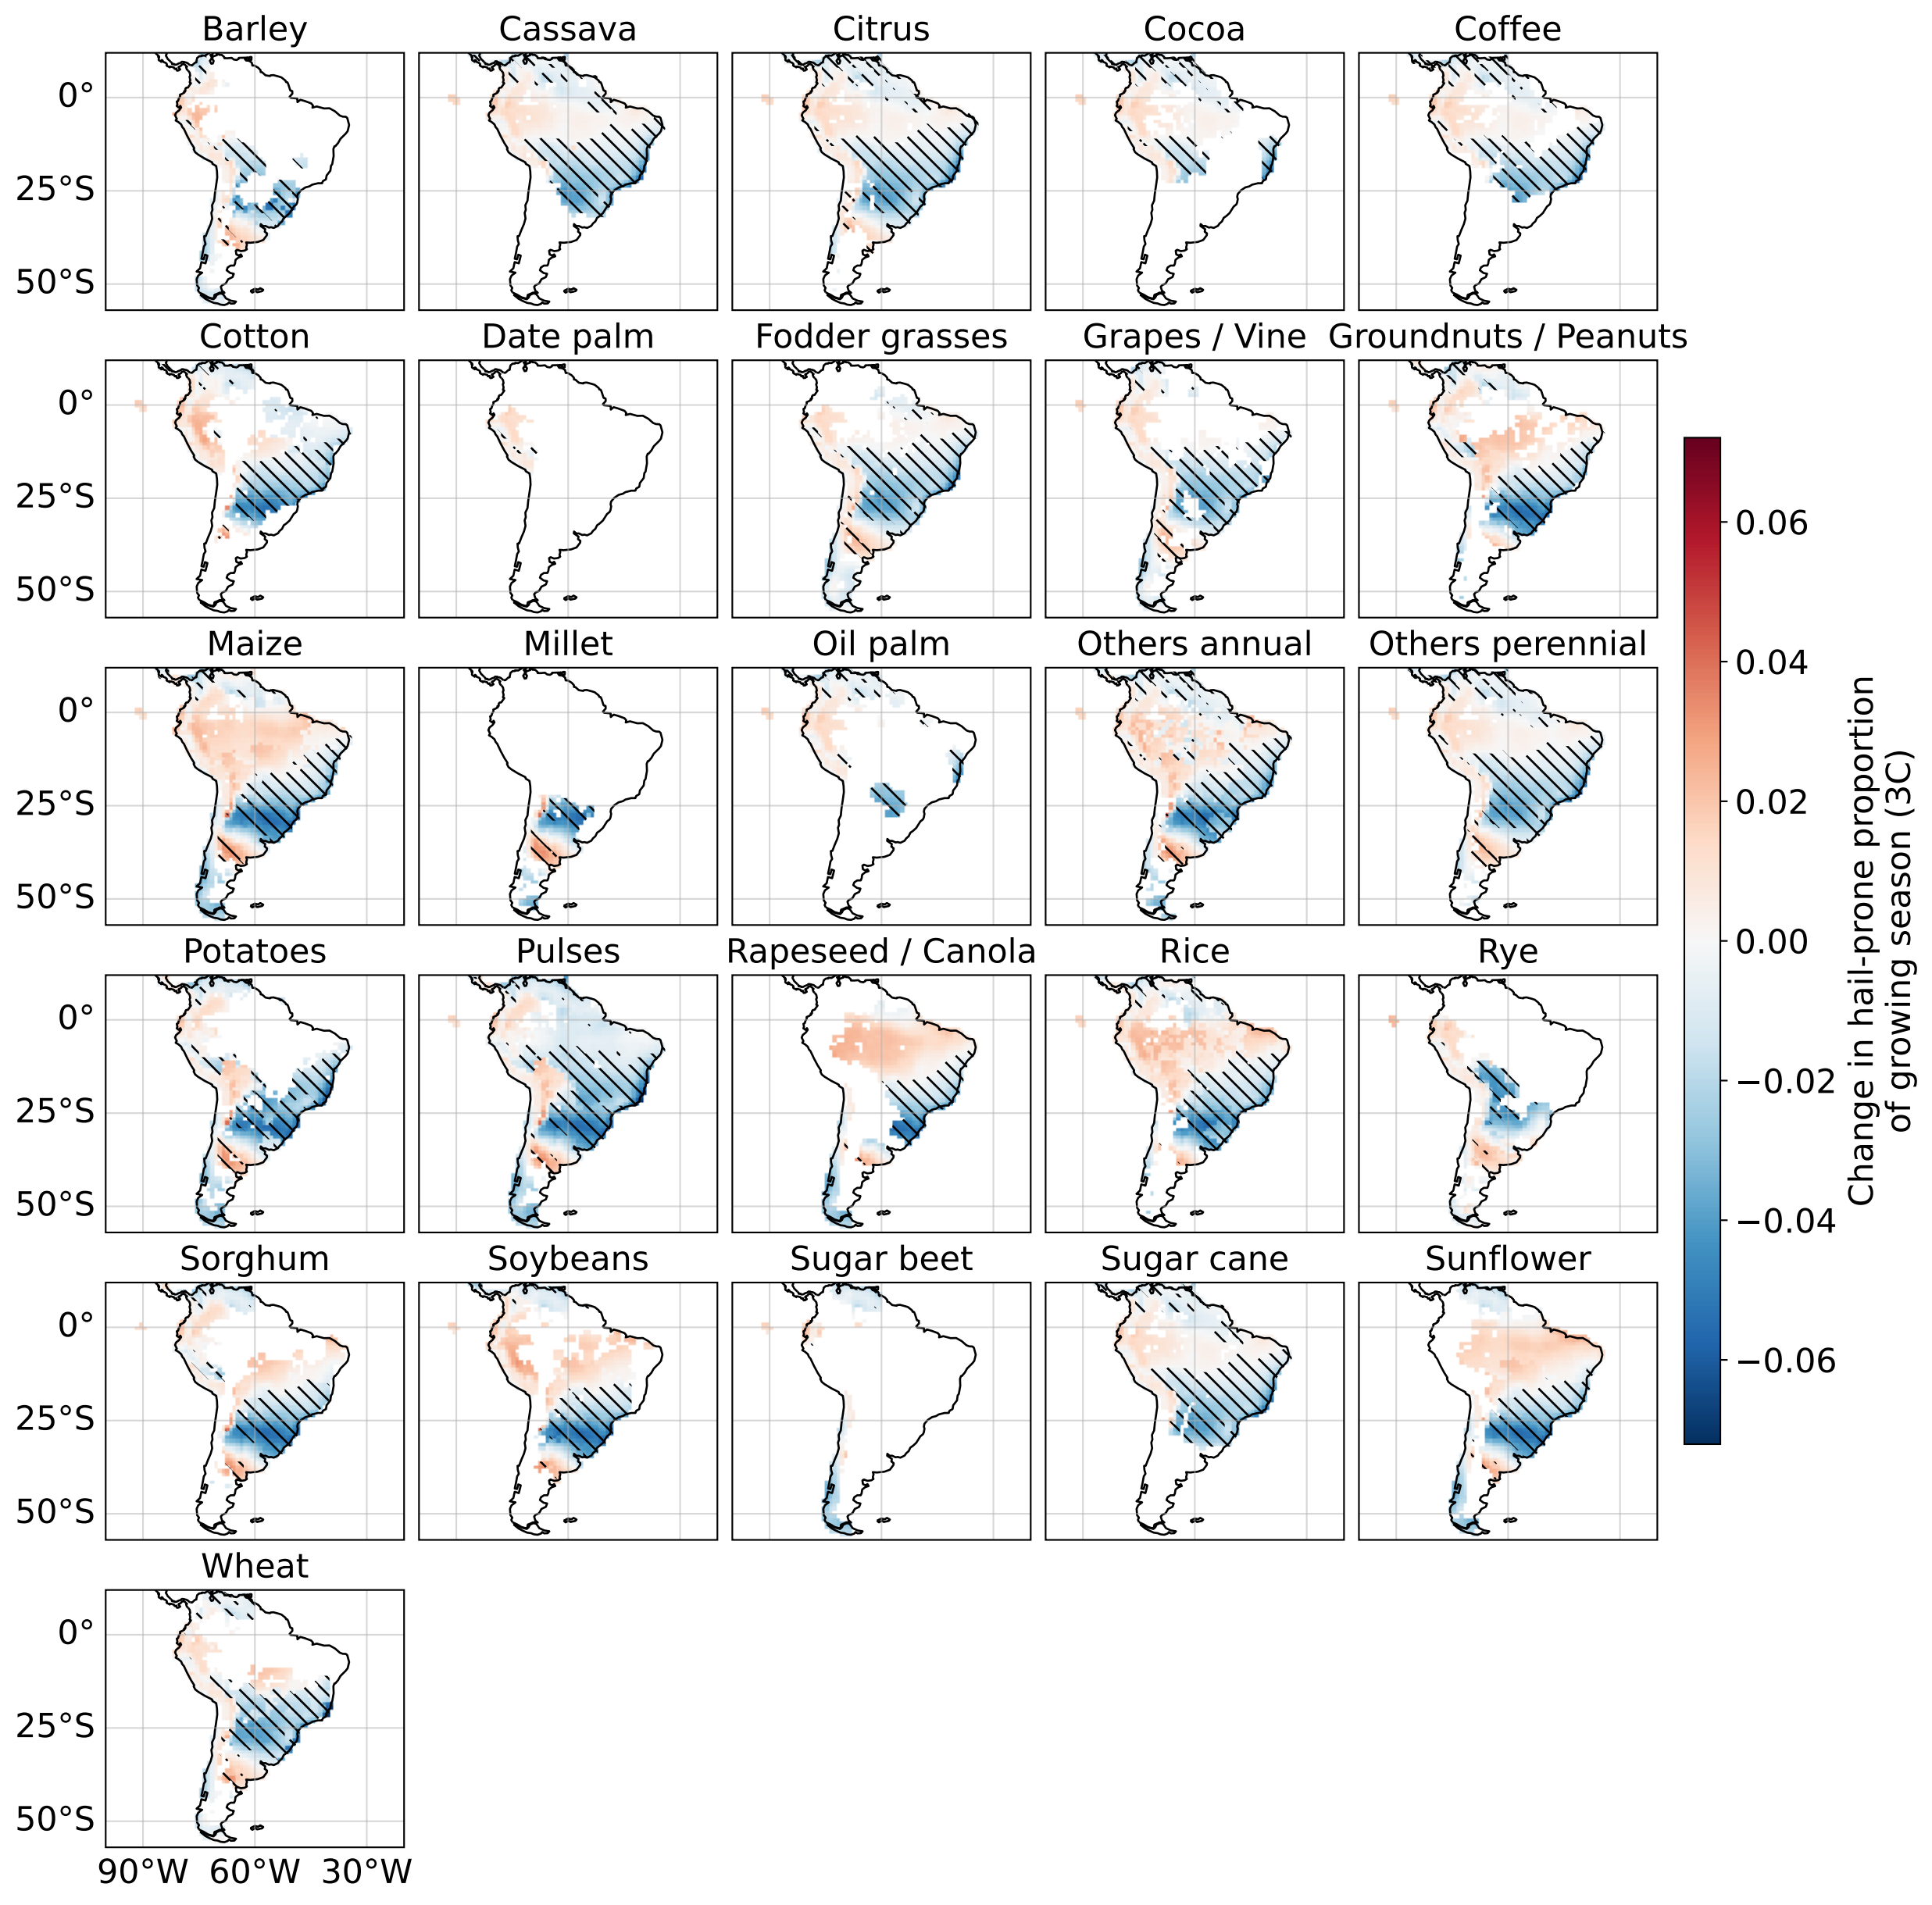 Barley Cassava Citrus Cocoa Coffee
0°
25°S
50°S
Cotton Date palm Fodder grasses Grapes / Vine Groundnuts / Peanuts
0°
25°S
50°S
Maize Millet Oil palm Others annual Others perennial
0°
25°S
50°S
Potatoes Pulses Rapeseed / Canola Rice Rye
0°
25°S
50°S
Sorghum Soybeans Sugar beet Sugar cane Sunflower
0°
25°S
50°S
Wheat
0°
25°S
50°S
90°W 60°W 30°W
0.06
0.04
0.02
0.00
−0.02
−0.04
−0.06
Change in hail-prone proportion
of growing season (3C)